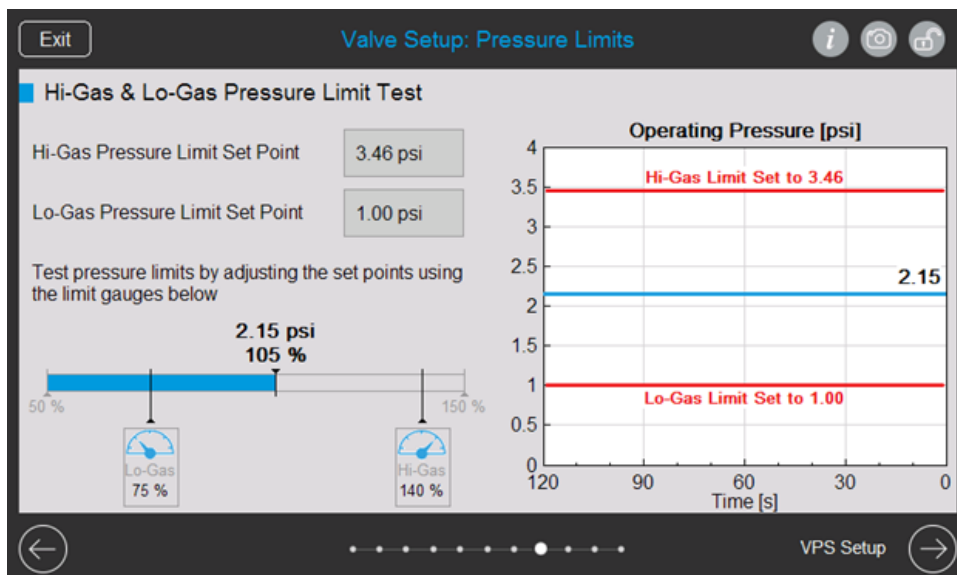 Exit
Valve Setup: Pressure Limits
i
Hi-Gas & Lo-Gas Pressure Limit Test
Hi-Gas Pressure Limit Set Point
3.46 psi
Lo-Gas Pressure Limit Set Point
1.00 psi
Test pressure limits by adjusting the set points using
the limit gauges below
2.15 psi
105 %
50 %
150 %
Lo-Gas
75 %
Hi-Gas
140 %
Operating Pressure [psi]
4
3.5
3
2.5
2
1.5
1
0.5
0
Hi-Gas Limit Set to 3.46
2.15
Lo-Gas Limit Set to 1.00
120
90
60
30
0
Time [s]
VPS Setup